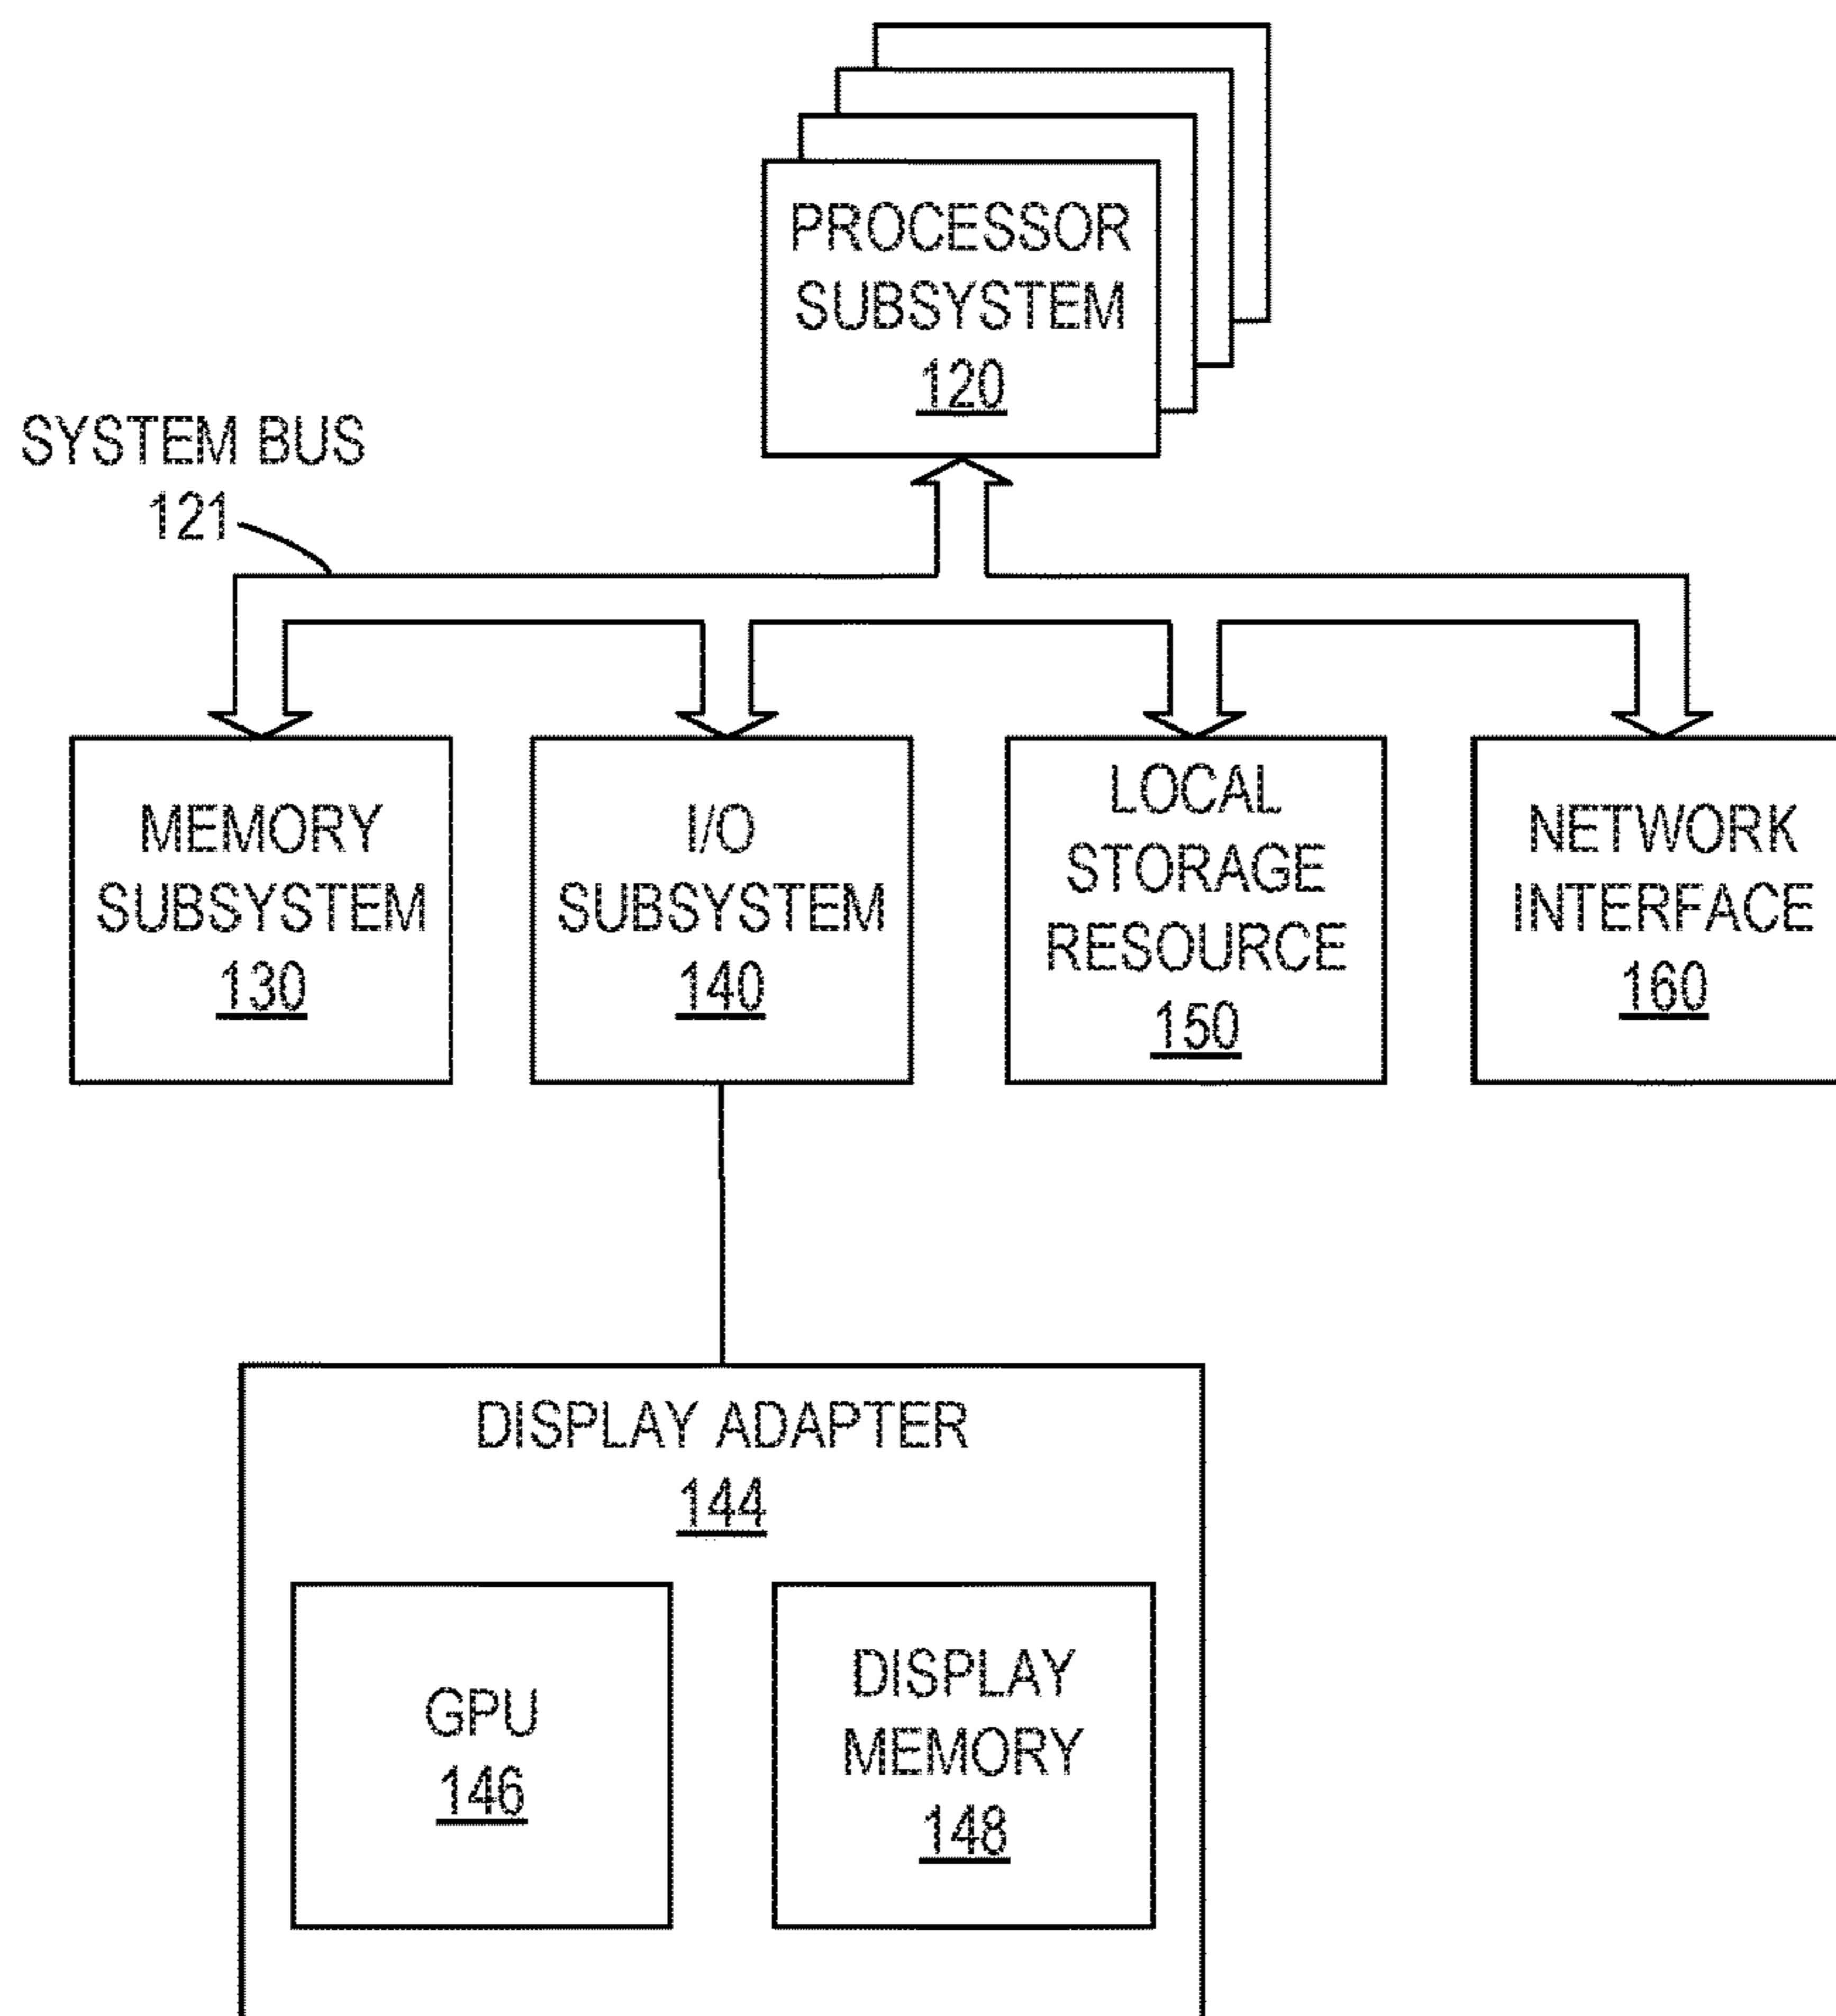 PROCESSOR
SUBSYSTEM
120
SYSTEM BUS
121
MEMORY
SUBSYSTEM
130
I/O
SUBSYSTEM
140
LOCAL
STORAGE
RESOURCE
150
NETWORK
INTERFACE
160
DISPLAY ADAPTER
144
GPU
146
DISPLAY
MEMORY
148